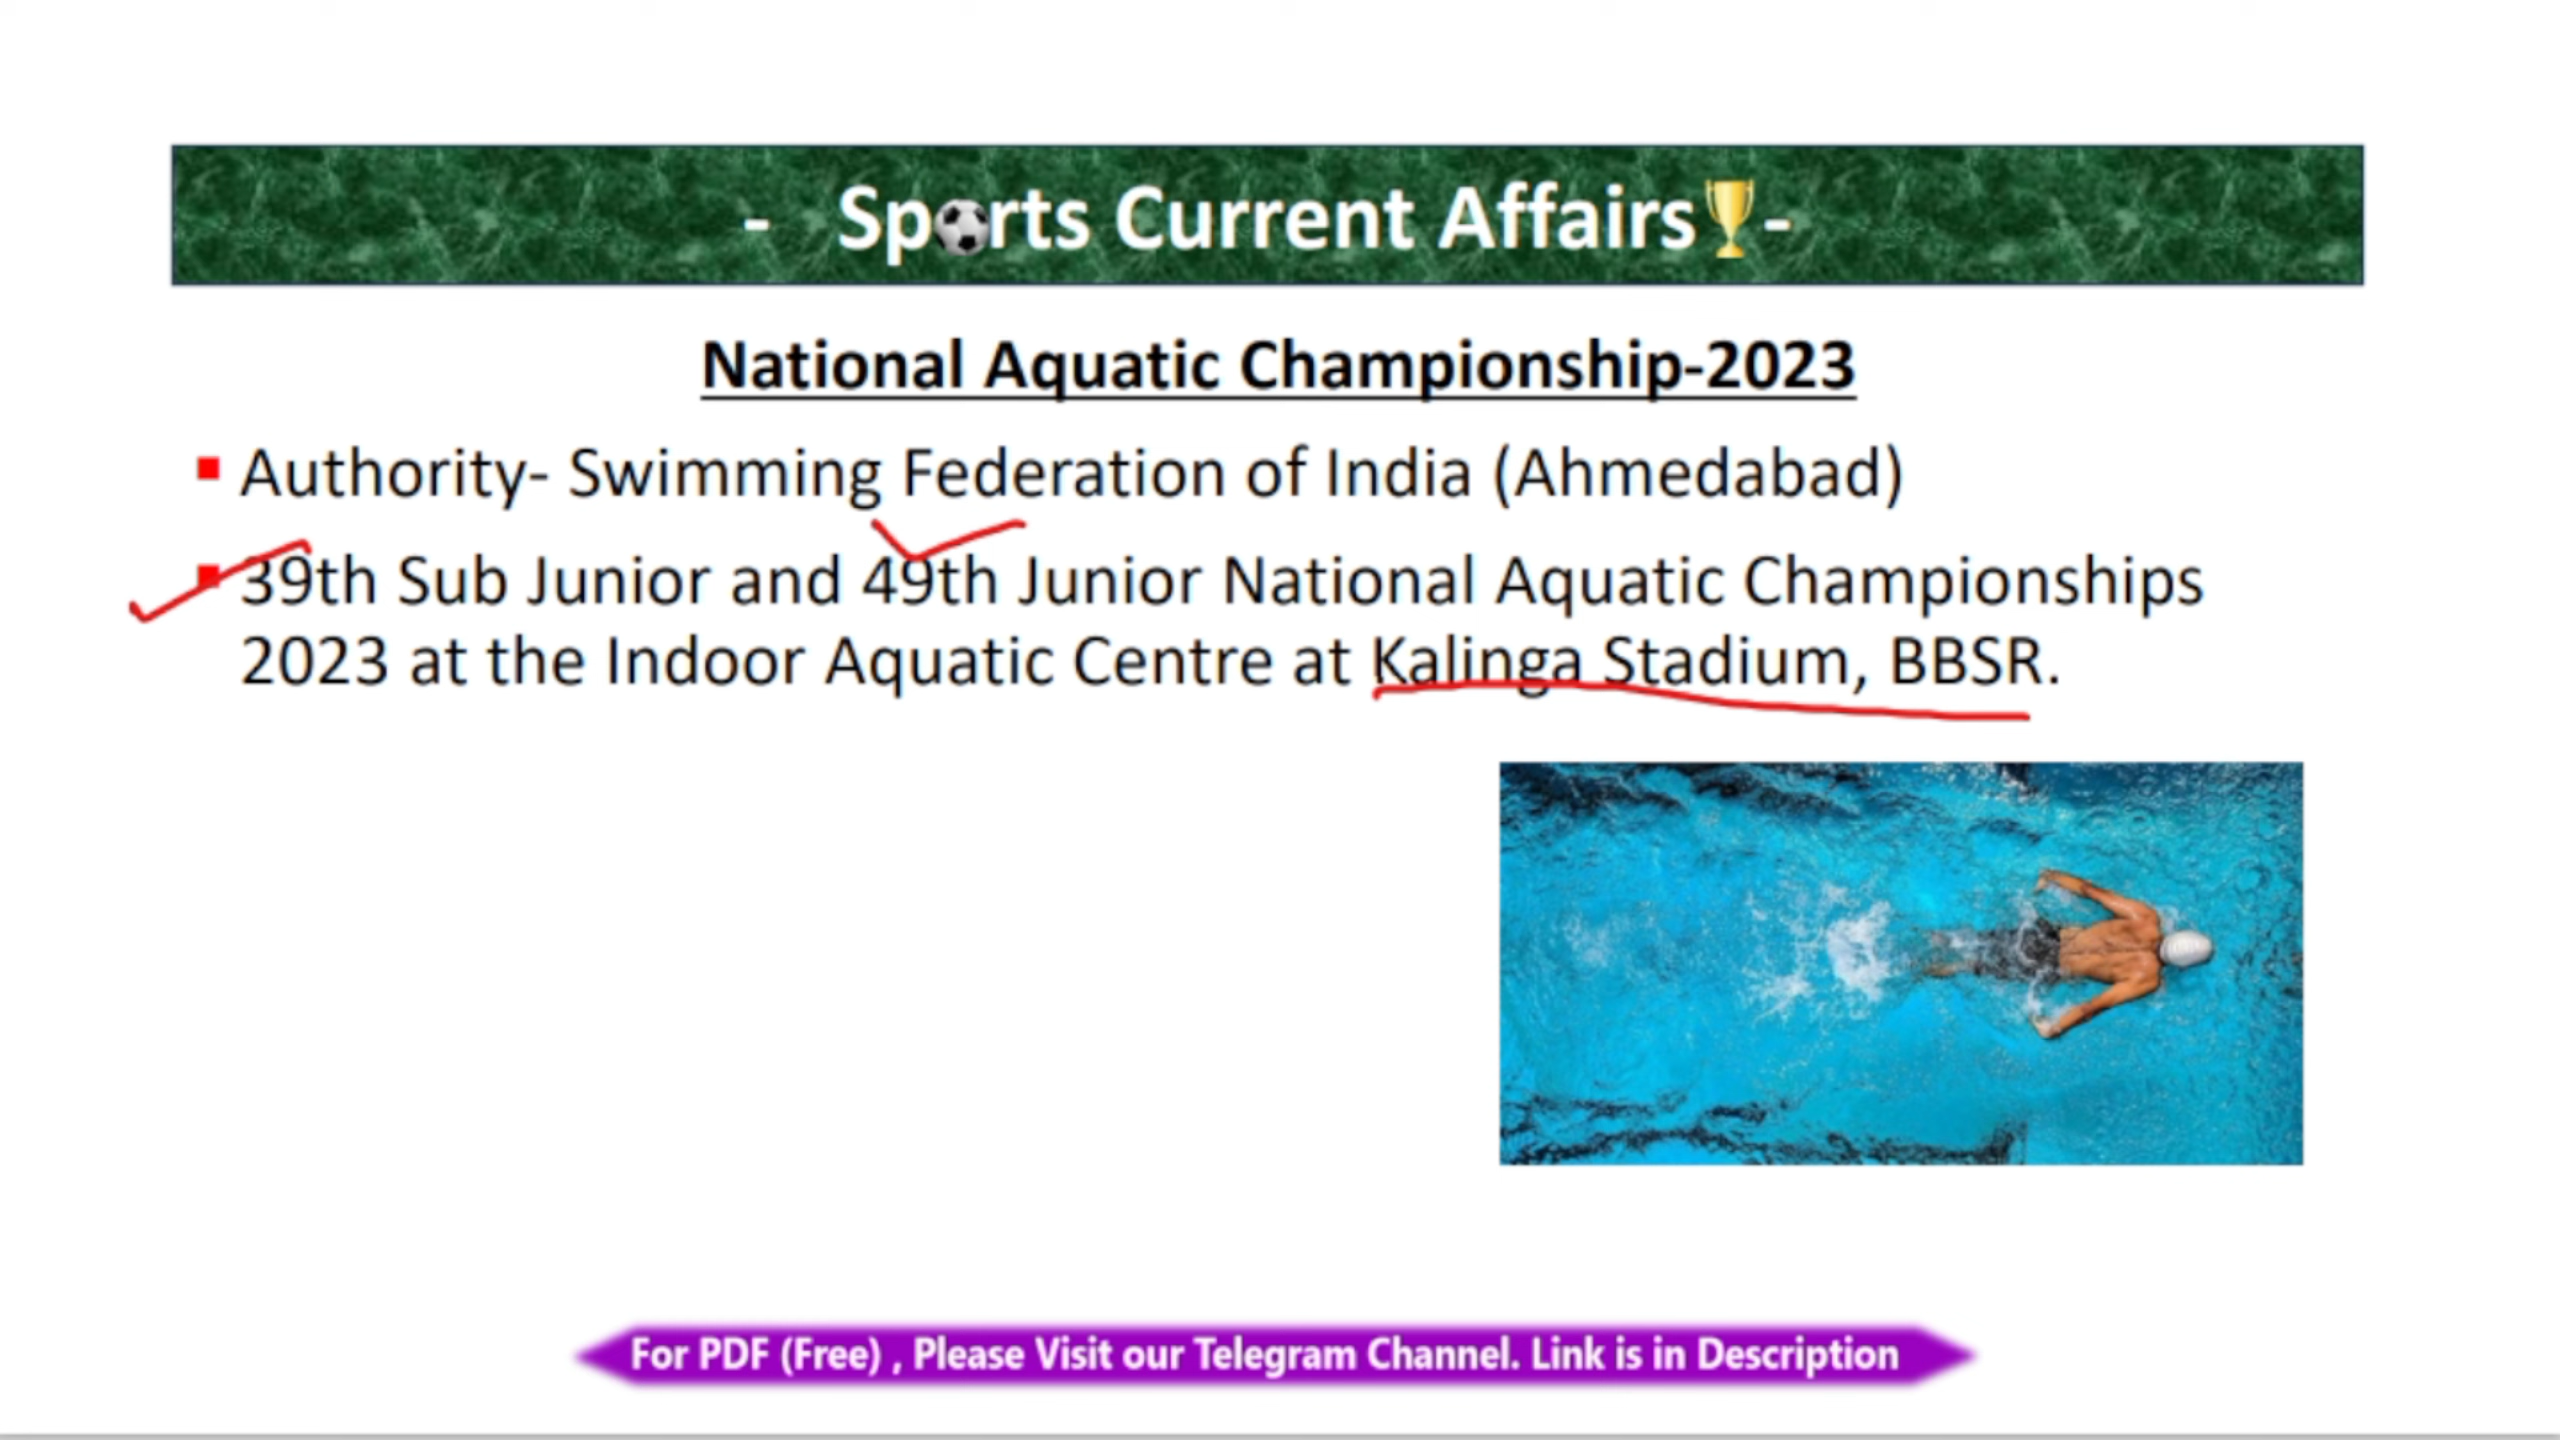 - Sports Current Affairs🏆-
National Aquatic Championship-2023
▪ Authority- Swimming Federation of India (Ahmedabad)
▪ 39th Sub Junior and 49th Junior National Aquatic Championships
2023 at the Indoor Aquatic Centre at Kalinga Stadium, BBSR.
For PDF (Free) , Please Visit our Telegram Channel. Link is in Description